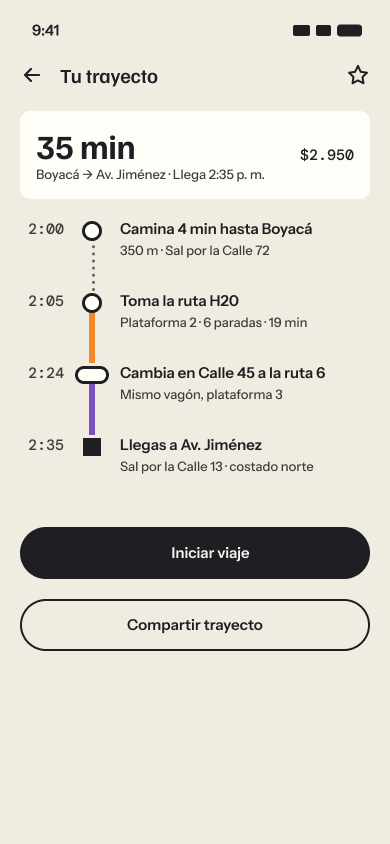 9:41
Tu trayecto
35 min
$2.950
Boyacá → Av. Jiménez · Llega 2:35 p. m.
2:00 Camina 4 min hasta Boyacá
350 m · Sal por la Calle 72
2:05 Toma la ruta H20
Plataforma 2 · 6 paradas · 19 min
2:24 Cambia en Calle 45 a la ruta 6
Mismo vagón, plataforma 3
2:35 Llegas a Av. Jiménez
Sal por la Calle 13 · costado norte
Iniciar viaje
Compartir trayecto